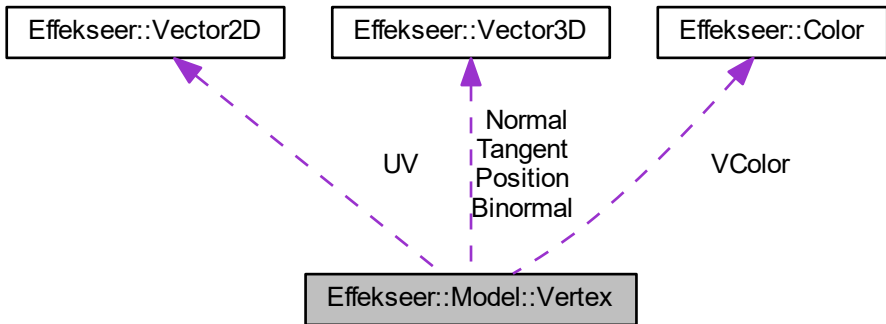 Effekseer::Vector2D
Effekseer::Vector3D
Effekseer::Color
UV
Normal
Tangent
Position
Binormal
VColor
Effekseer::Model::Vertex